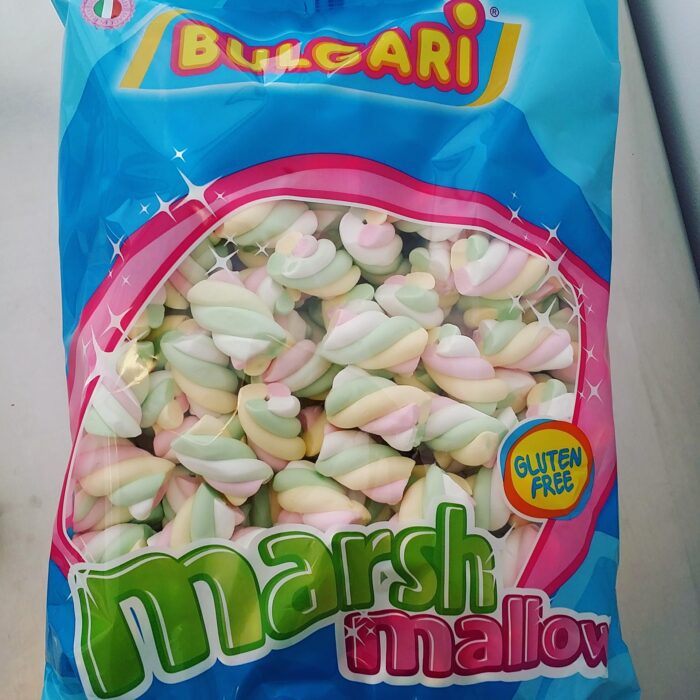 BULGARi
®
GLUTEN
FREE
marsh
mallow